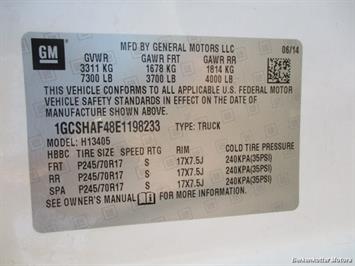 GM
MFD BY GENERAL MOTORS LLC
06/14
GVWR GAWR FRT GAWR RR
3311 KG 1678 KG 1814 KG
7300 LB 3700 LB 4000 LB
THIS VEHICLE CONFORMS TO ALL APPLICABLE U.S. FEDERAL MOTOR
VEHICLE SAFETY STANDARDS IN EFFECT ON THE DATE OF
MANUFACTURE SHOWN ABOVE.
1GCSHAF48E1198233 TYPE: TRUCK
MODEL: H13405
HBBC TIRE SIZE SPEED RTG RIM COLD TIRE PRESSURE
FRT P245/70R17 S 17X7.5J 240KPA(35PSI)
RR P245/70R17 S 17X7.5J 240KPA(35PSI)
SPA P245/70R17 S 17X7.5J 240KPA(35PSI)
SEE OWNER'S MANUAL FOR MORE INFORMATION.
Berkenkotter Motors